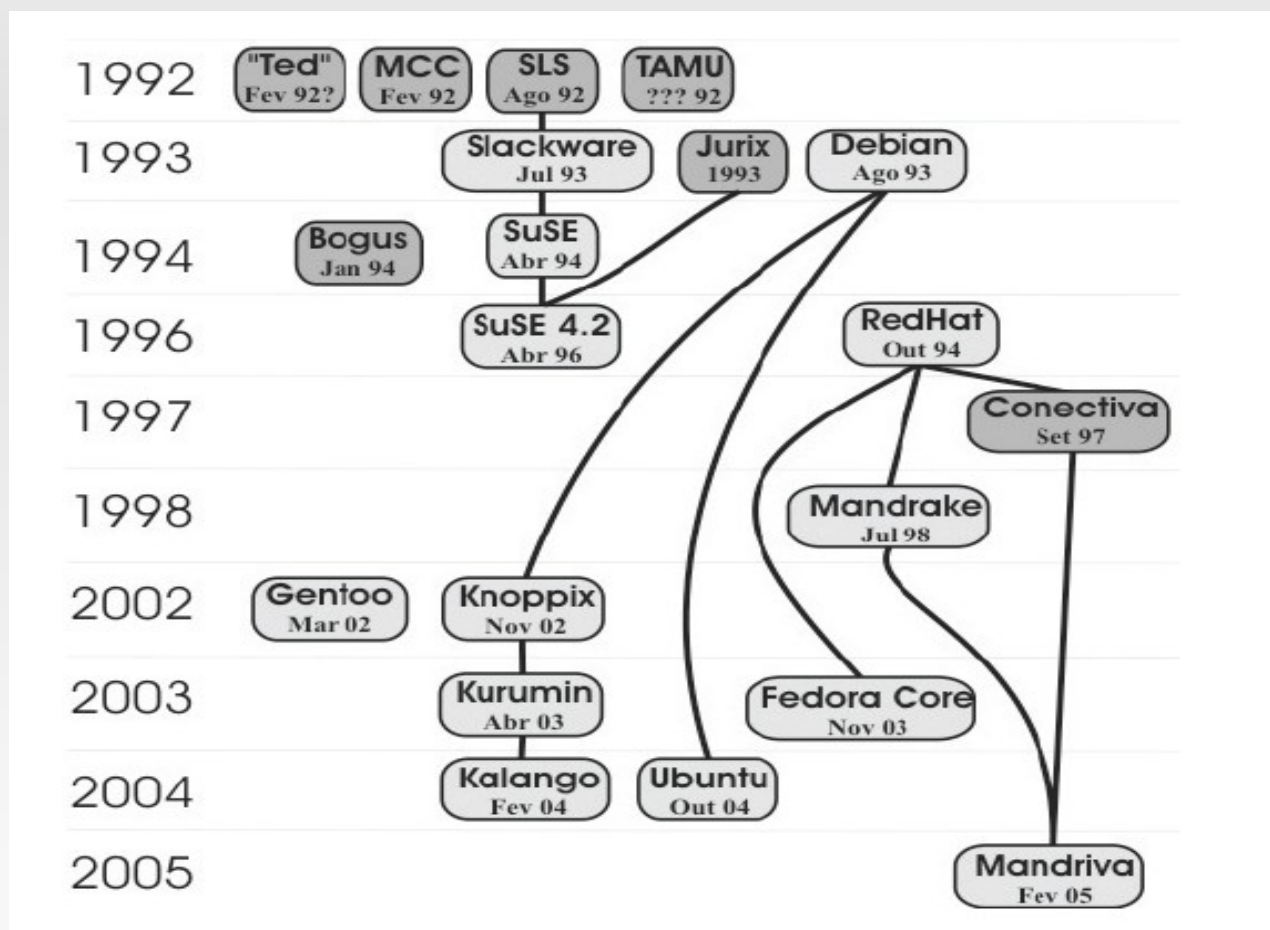 1992
"Ted"
Fev 92?
MCC
Fev 92
SLS
Ago 92
TAMU
??? 92
1993
Slackware
Jul 93
Jurix
1993
Debian
Ago 93
1994
Bogus
Jan 94
SuSE
Abr 94
1996
SuSE 4.2
Abr 96
RedHat
Out 94
1997
Conectiva
Set 97
1998
Mandrake
Jul 98
2002
Gentoo
Mar 02
Knoppix
Nov 02
2003
Kurumin
Abr 03
Fedora Core
Nov 03
2004
Kalango
Fev 04
Ubuntu
Out 04
2005
Mandriva
Fev 05